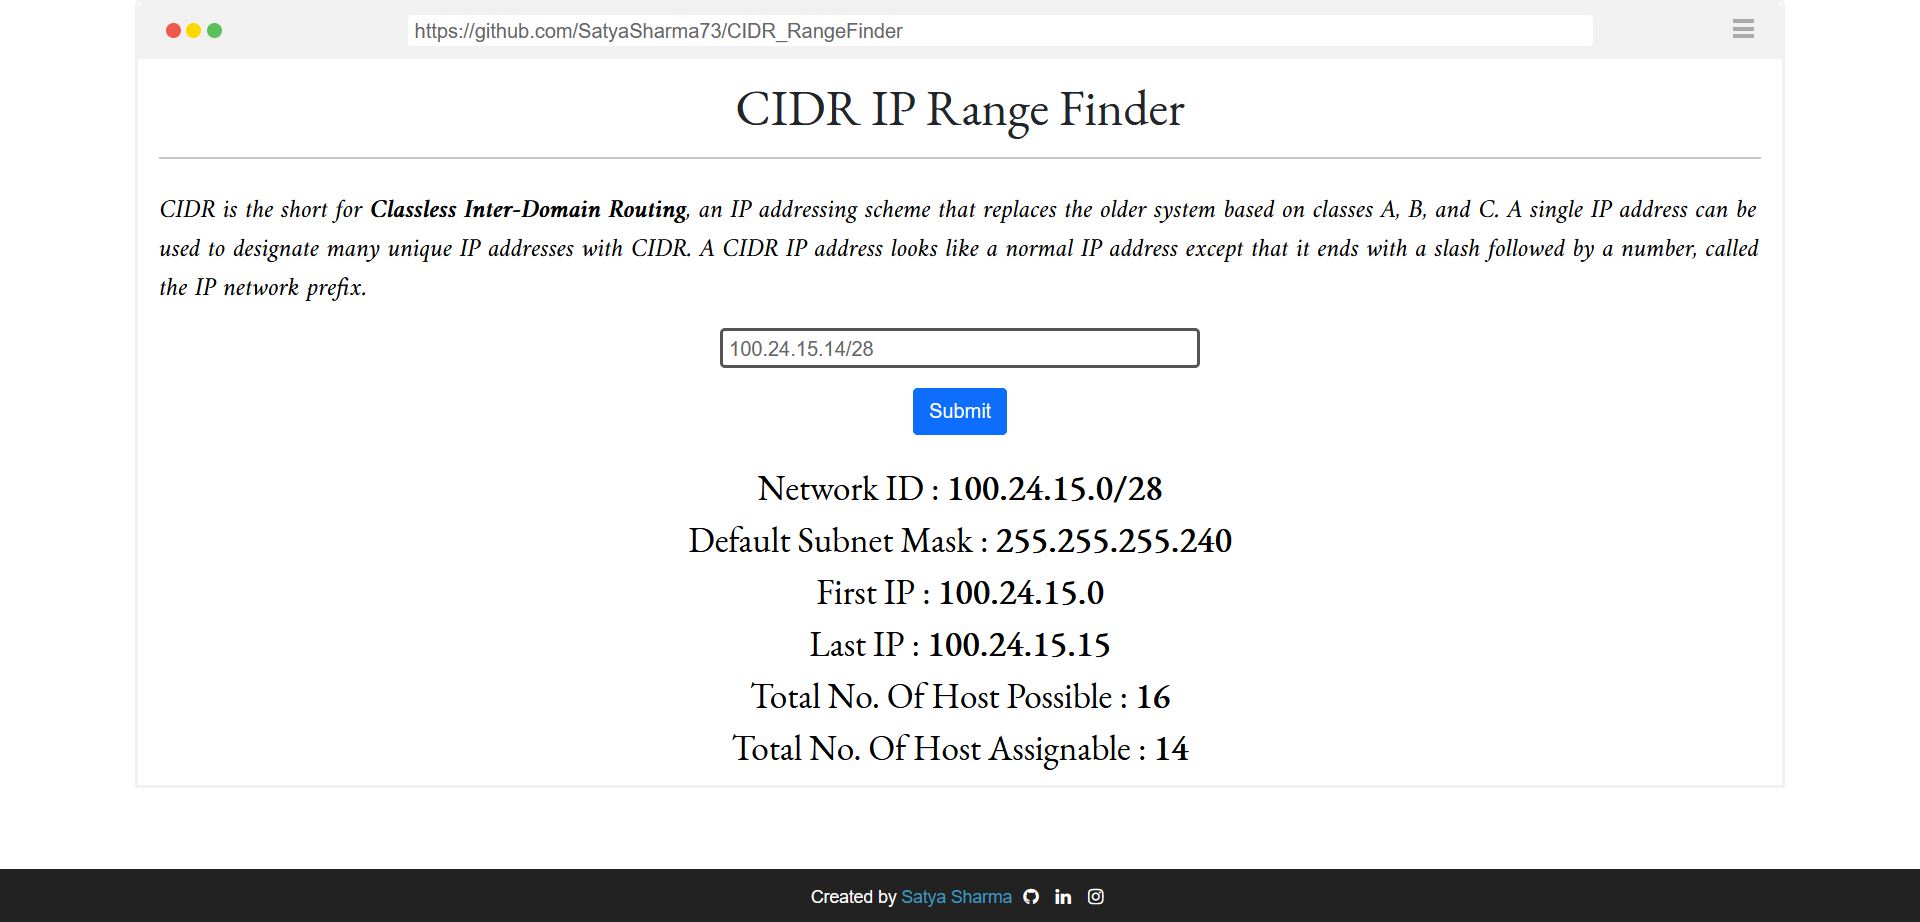 https://github.com/SatyaSharma73/CIDR_RangeFinder
CIDR IP Range Finder
CIDR is the short for Classless Inter-Domain Routing, an IP addressing scheme that replaces the older system based on classes A, B, and C. A single IP address can be
used to designate many unique IP addresses with CIDR. A CIDR IP address looks like a normal IP address except that it ends with a slash followed by a number, called
the IP network prefix.
100.24.15.14/28
Submit
Network ID : 100.24.15.0/28
Default Subnet Mask : 255.255.255.240
First IP : 100.24.15.0
Last IP : 100.24.15.15
Total No. Of Host Possible : 16
Total No. Of Host Assignable : 14
Created by Satya Sharma